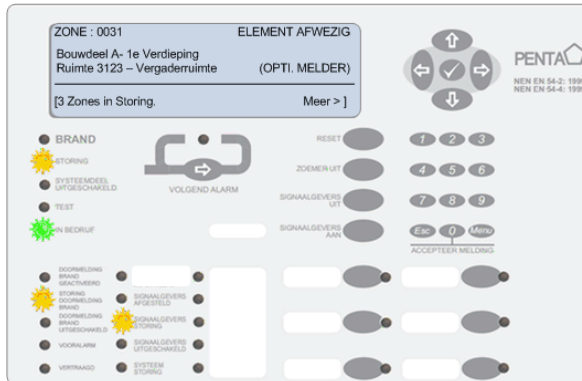 ZONE : 0031 ELEMENT AFWEZIG
Bouwdeel A- 1e Verdieping
Ruimte 3123 – Vergaderruimte (OPTI. MELDER)
[3 Zones in Storing. Meer > ]
PENTA
NEN EN 54-2: 199
NEN EN 54-4: 199
BRAND
STORING
SYSTEEMDEEL
UITGESCHAKELD
TEST
IN BEDRIJF
VOLGEND ALARM
RESET
ZOEMER UIT
SIGNAALGEVERS
UIT
SIGNAALGEVERS
AAN
1 2 3
4 5 6
7 8 9
Esc 0 Menu
ACCEPTEER MELDING
DOORMELDING
BRAND
GEACTIVEERD
STORING
DOORMELDING
BRAND
DOORMELDING
BRAND
UITGESCHAKELD
VOORALARM
VERTRAAGD
SIGNAALGEVERS
AFGESTELD
SIGNAALGEVERS
STORING
SIGNAALGEVERS
UITGESCHAKELD
SYSTEEM
STORING